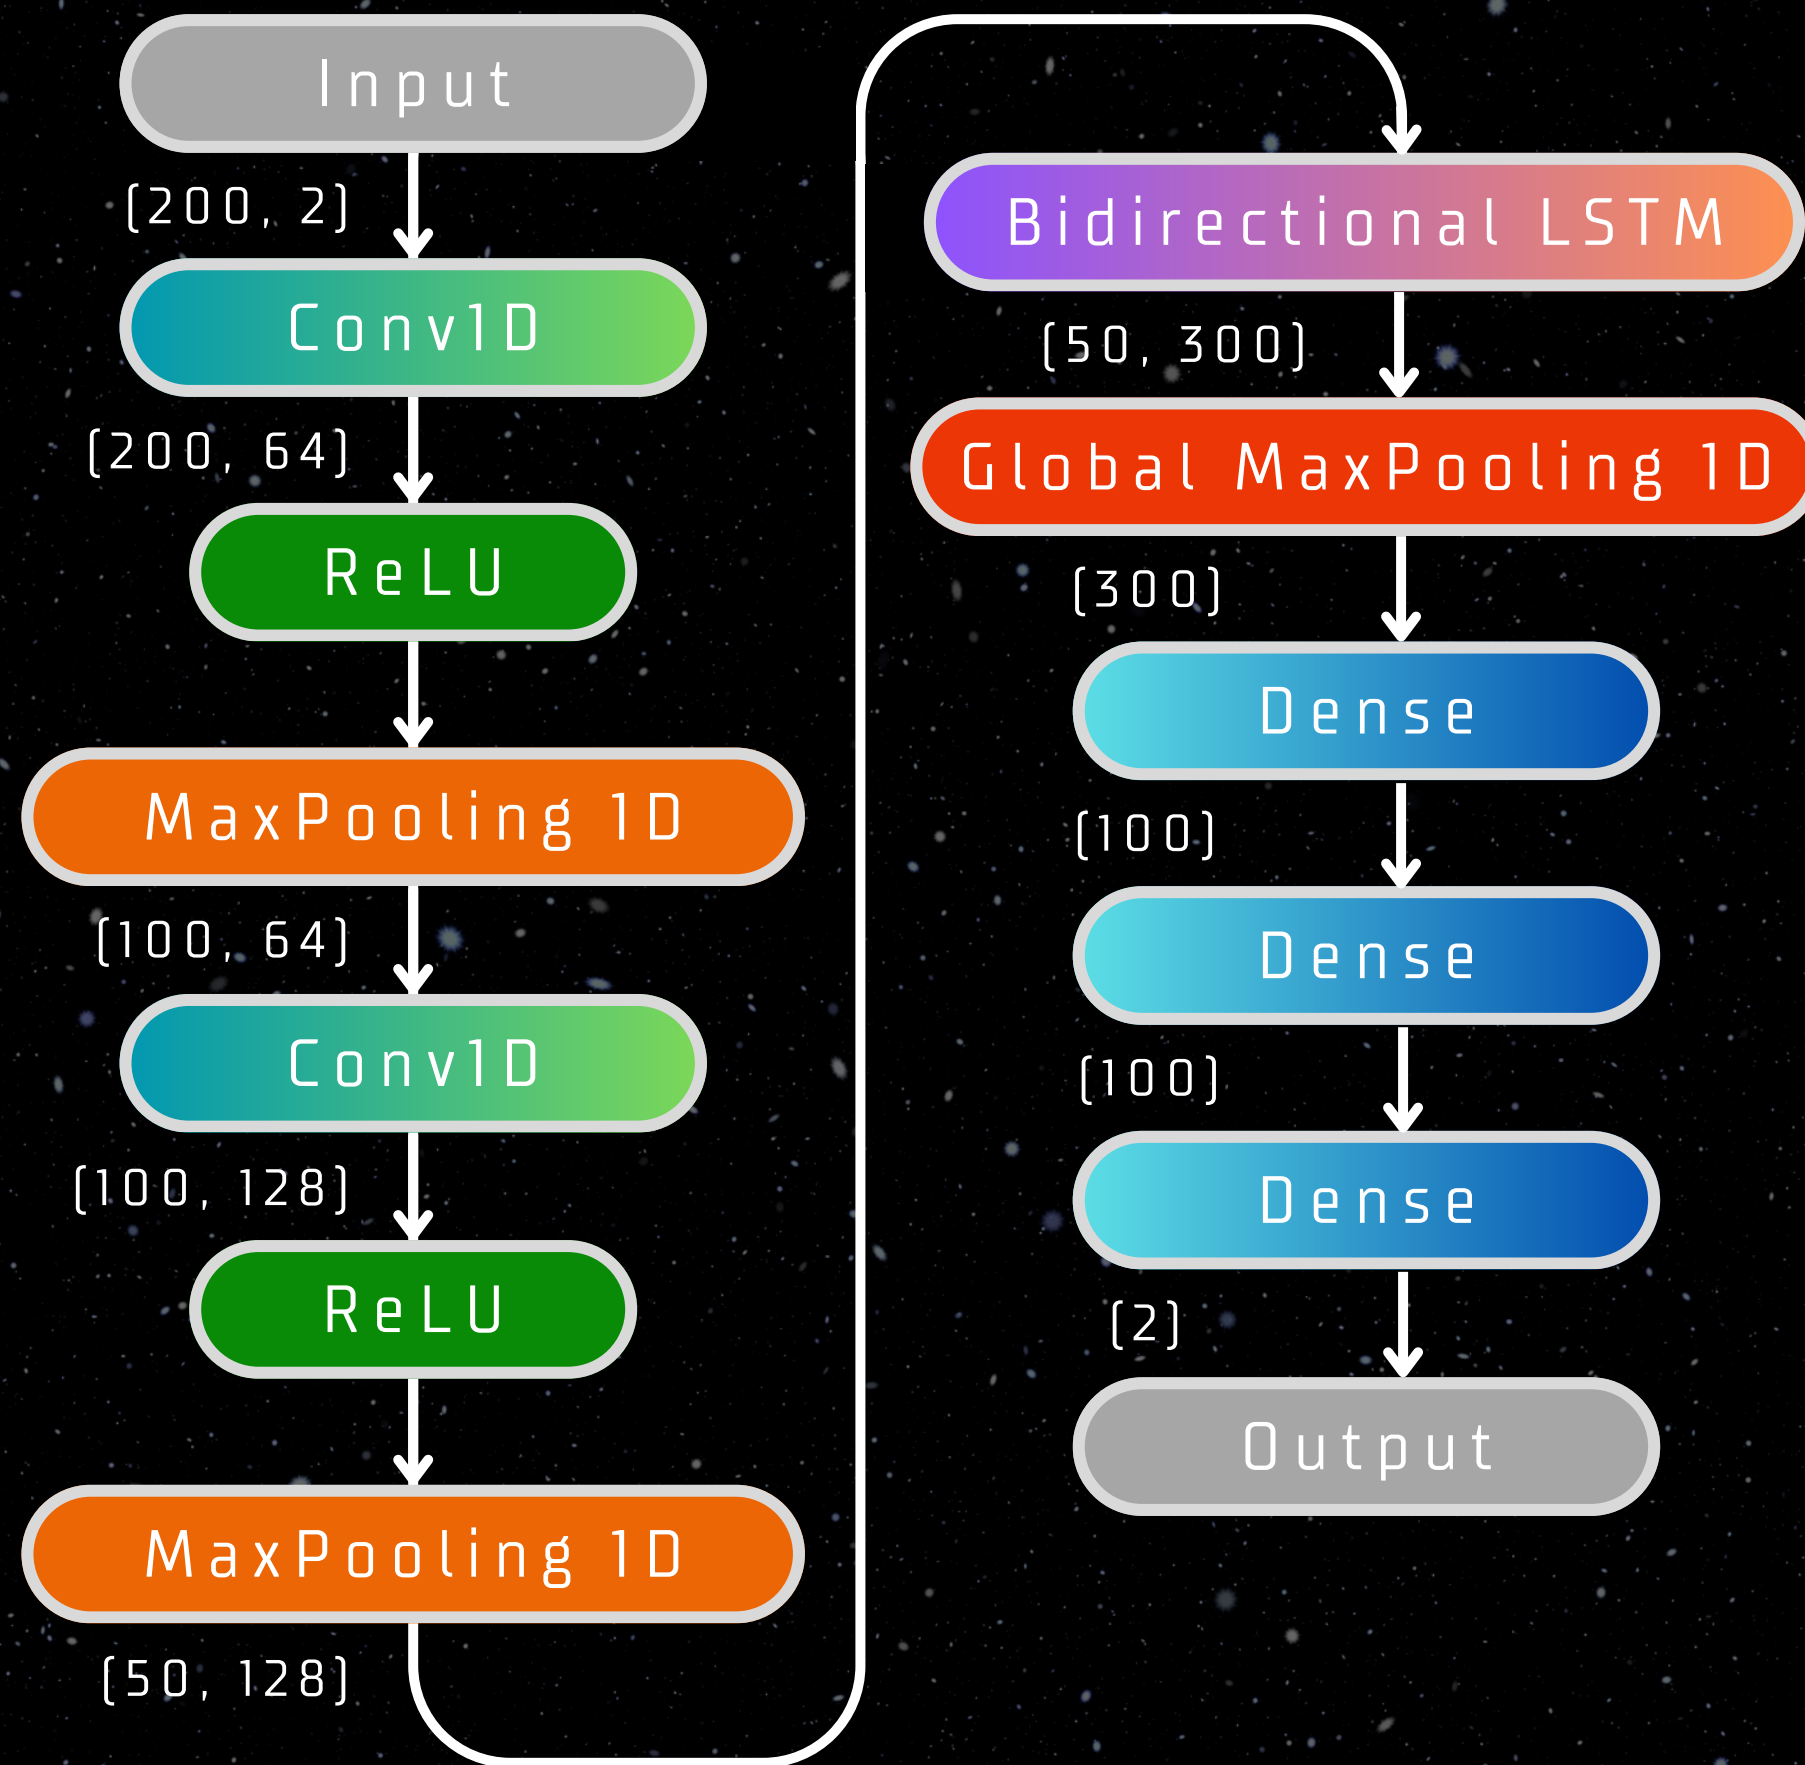 Input
(200, 2)
Conv1D
(200, 64)
ReLU
MaxPooling 1D
(100, 64)
Conv1D
(100, 128)
ReLU
MaxPooling 1D
(50, 128)
Bidirectional LSTM
(50, 300)
Global MaxPooling 1D
(300)
Dense
(100)
Dense
(100)
Dense
(2)
Output